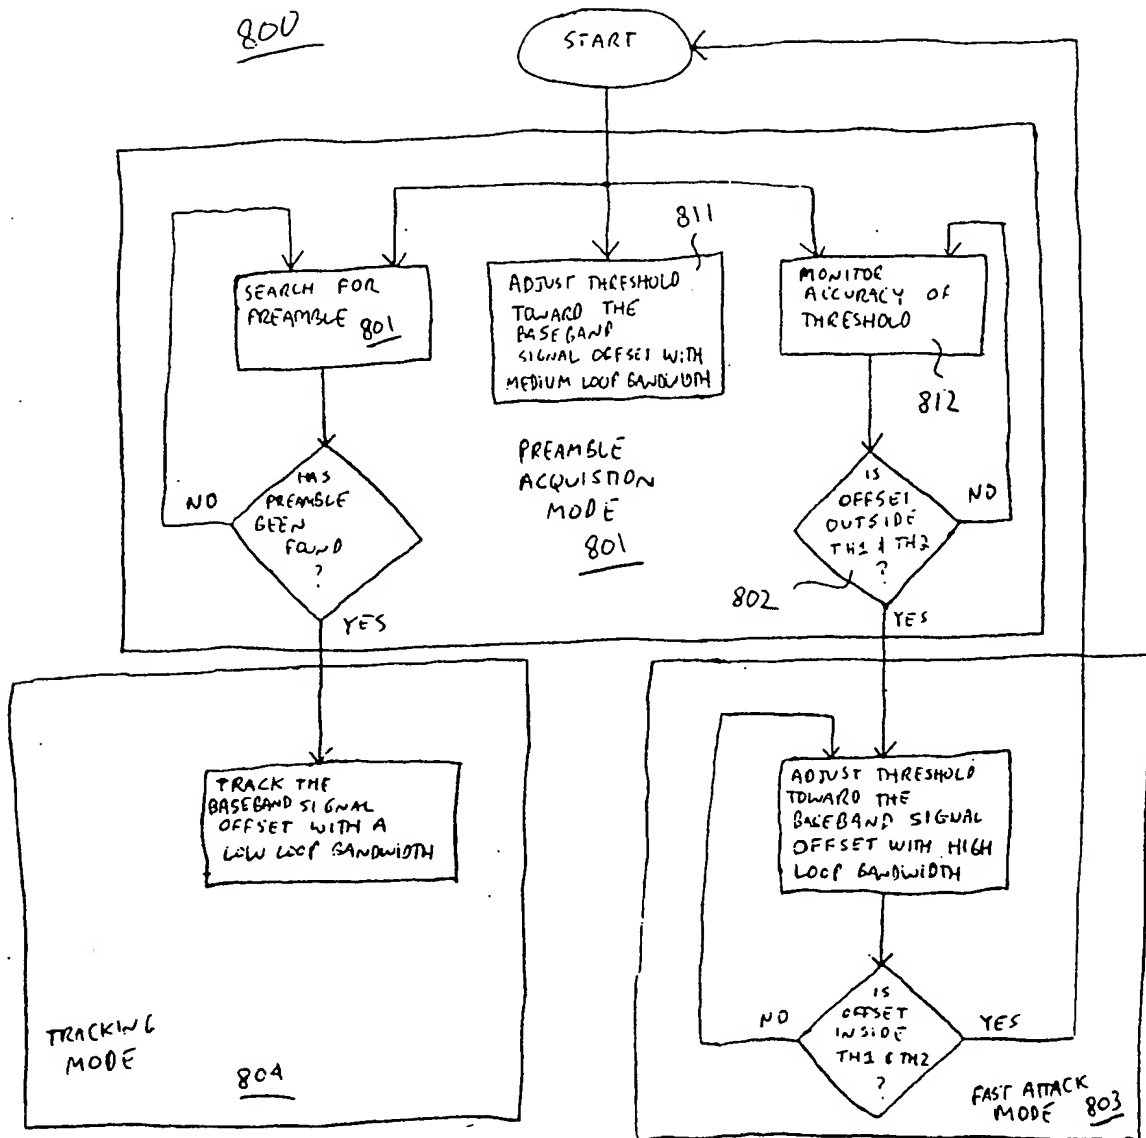 800
START
811
SEARCH FOR
PREAMBLE 801
ADJUST THRESHOLD
TOWARD THE
BASEBAND
SIGNAL OFFSET WITH
MEDIUM LOOP BANDWIDTH
MONITOR
ACCURACY OF
THRESHOLD
812
HAS
PREAMBLE
BEEN
FOUND
?
NO
YES
PREAMBLE
ACQUISTION
MODE
801
IS
OFFSET
OUTSIDE
TH1 & TH2
?
NO
802
YES
TRACK THE
BASEBAND SIGNAL
OFFSET WITH A
LOW LOOP BANDWIDTH
TRACKING
MODE
804
ADJUST THRESHOLD
TOWARD THE
BASEBAND SIGNAL
OFFSET WITH HIGH
LOOP BANDWIDTH
NO
IS
OFFSET
INSIDE
TH1 & TH2
?
YES
FAST ATTACK
MODE 803